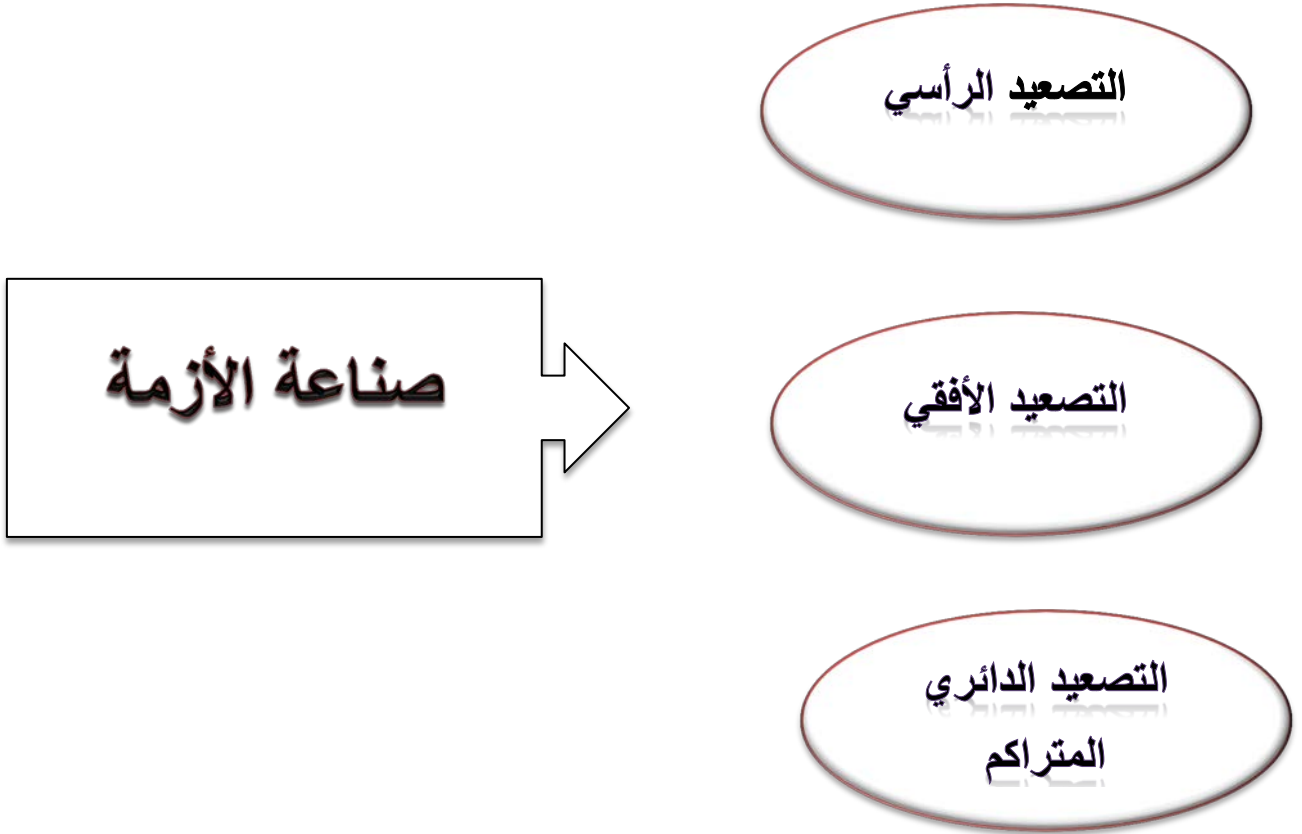 صناعة الأزمة
التصعيد الرأسي
التصعيد الأفقي
التصعيد الدائري
المتراكم